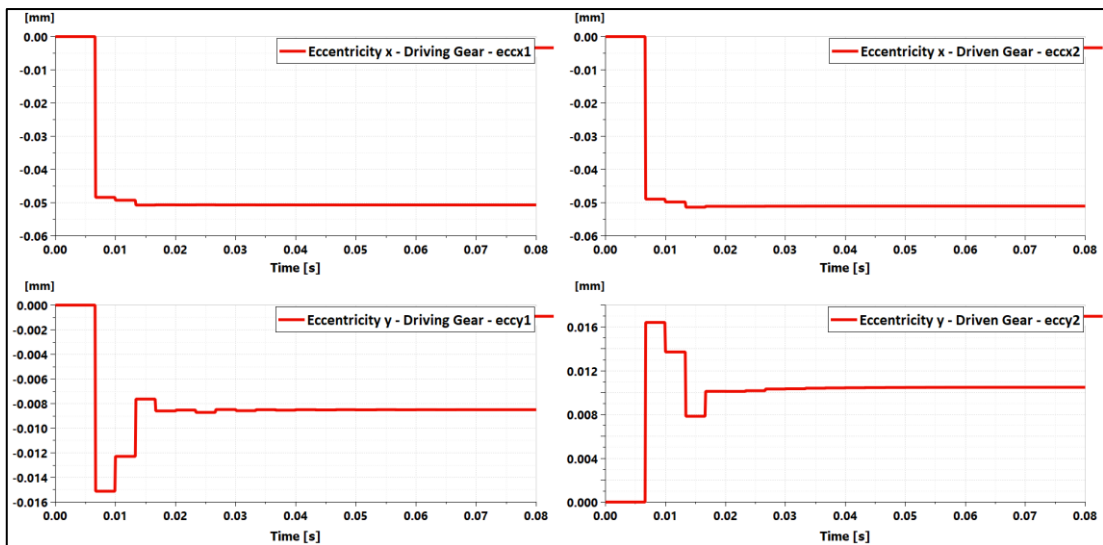 [mm]
Eccentricity x - Driving Gear - eccx1
0.00
-0.01
-0.02
-0.03
-0.04
-0.05
-0.06
0.00 0.01 0.02 0.03 0.04 0.05 0.06 0.07 0.08
Time [s]
[mm]
Eccentricity x - Driven Gear - eccx2
0.00
-0.01
-0.02
-0.03
-0.04
-0.05
-0.06
0.00 0.01 0.02 0.03 0.04 0.05 0.06 0.07 0.08
Time [s]
[mm]
Eccentricity y - Driving Gear - eccy1
0.000
-0.002
-0.004
-0.006
-0.008
-0.010
-0.012
-0.014
-0.016
0.00 0.01 0.02 0.03 0.04 0.05 0.06 0.07 0.08
Time [s]
[mm]
Eccentricity y - Driven Gear - eccy2
0.016
0.012
0.008
0.004
0.000
0.00 0.01 0.02 0.03 0.04 0.05 0.06 0.07 0.08
Time [s]